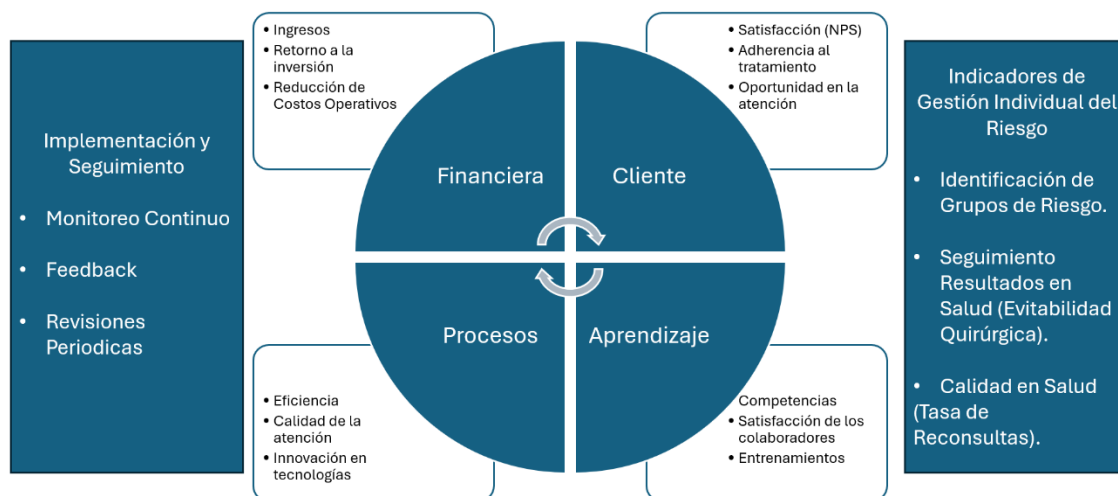 Implementación y
Seguimiento
• Monitoreo Continuo
• Feedback
• Revisiones
Periodicas
• Ingresos
• Retorno a la
inversión
• Reducción de
Costos Operativos
• Satisfacción (NPS)
• Adherencia al
tratamiento
• Oportunidad en la
atención
Financiera
Cliente
Procesos
Aprendizaje
• Eficiencia
• Calidad de la
atención
• Innovación en
tecnologías
Competencias
• Satisfacción de los
colaboradores
• Entrenamientos
Indicadores de
Gestión Individual del
Riesgo
• Identificación de
Grupos de Riesgo.
• Seguimiento
Resultados en
Salud (Evitabilidad
Quirúrgica).
• Calidad en Salud
(Tasa de
Reconsultas).